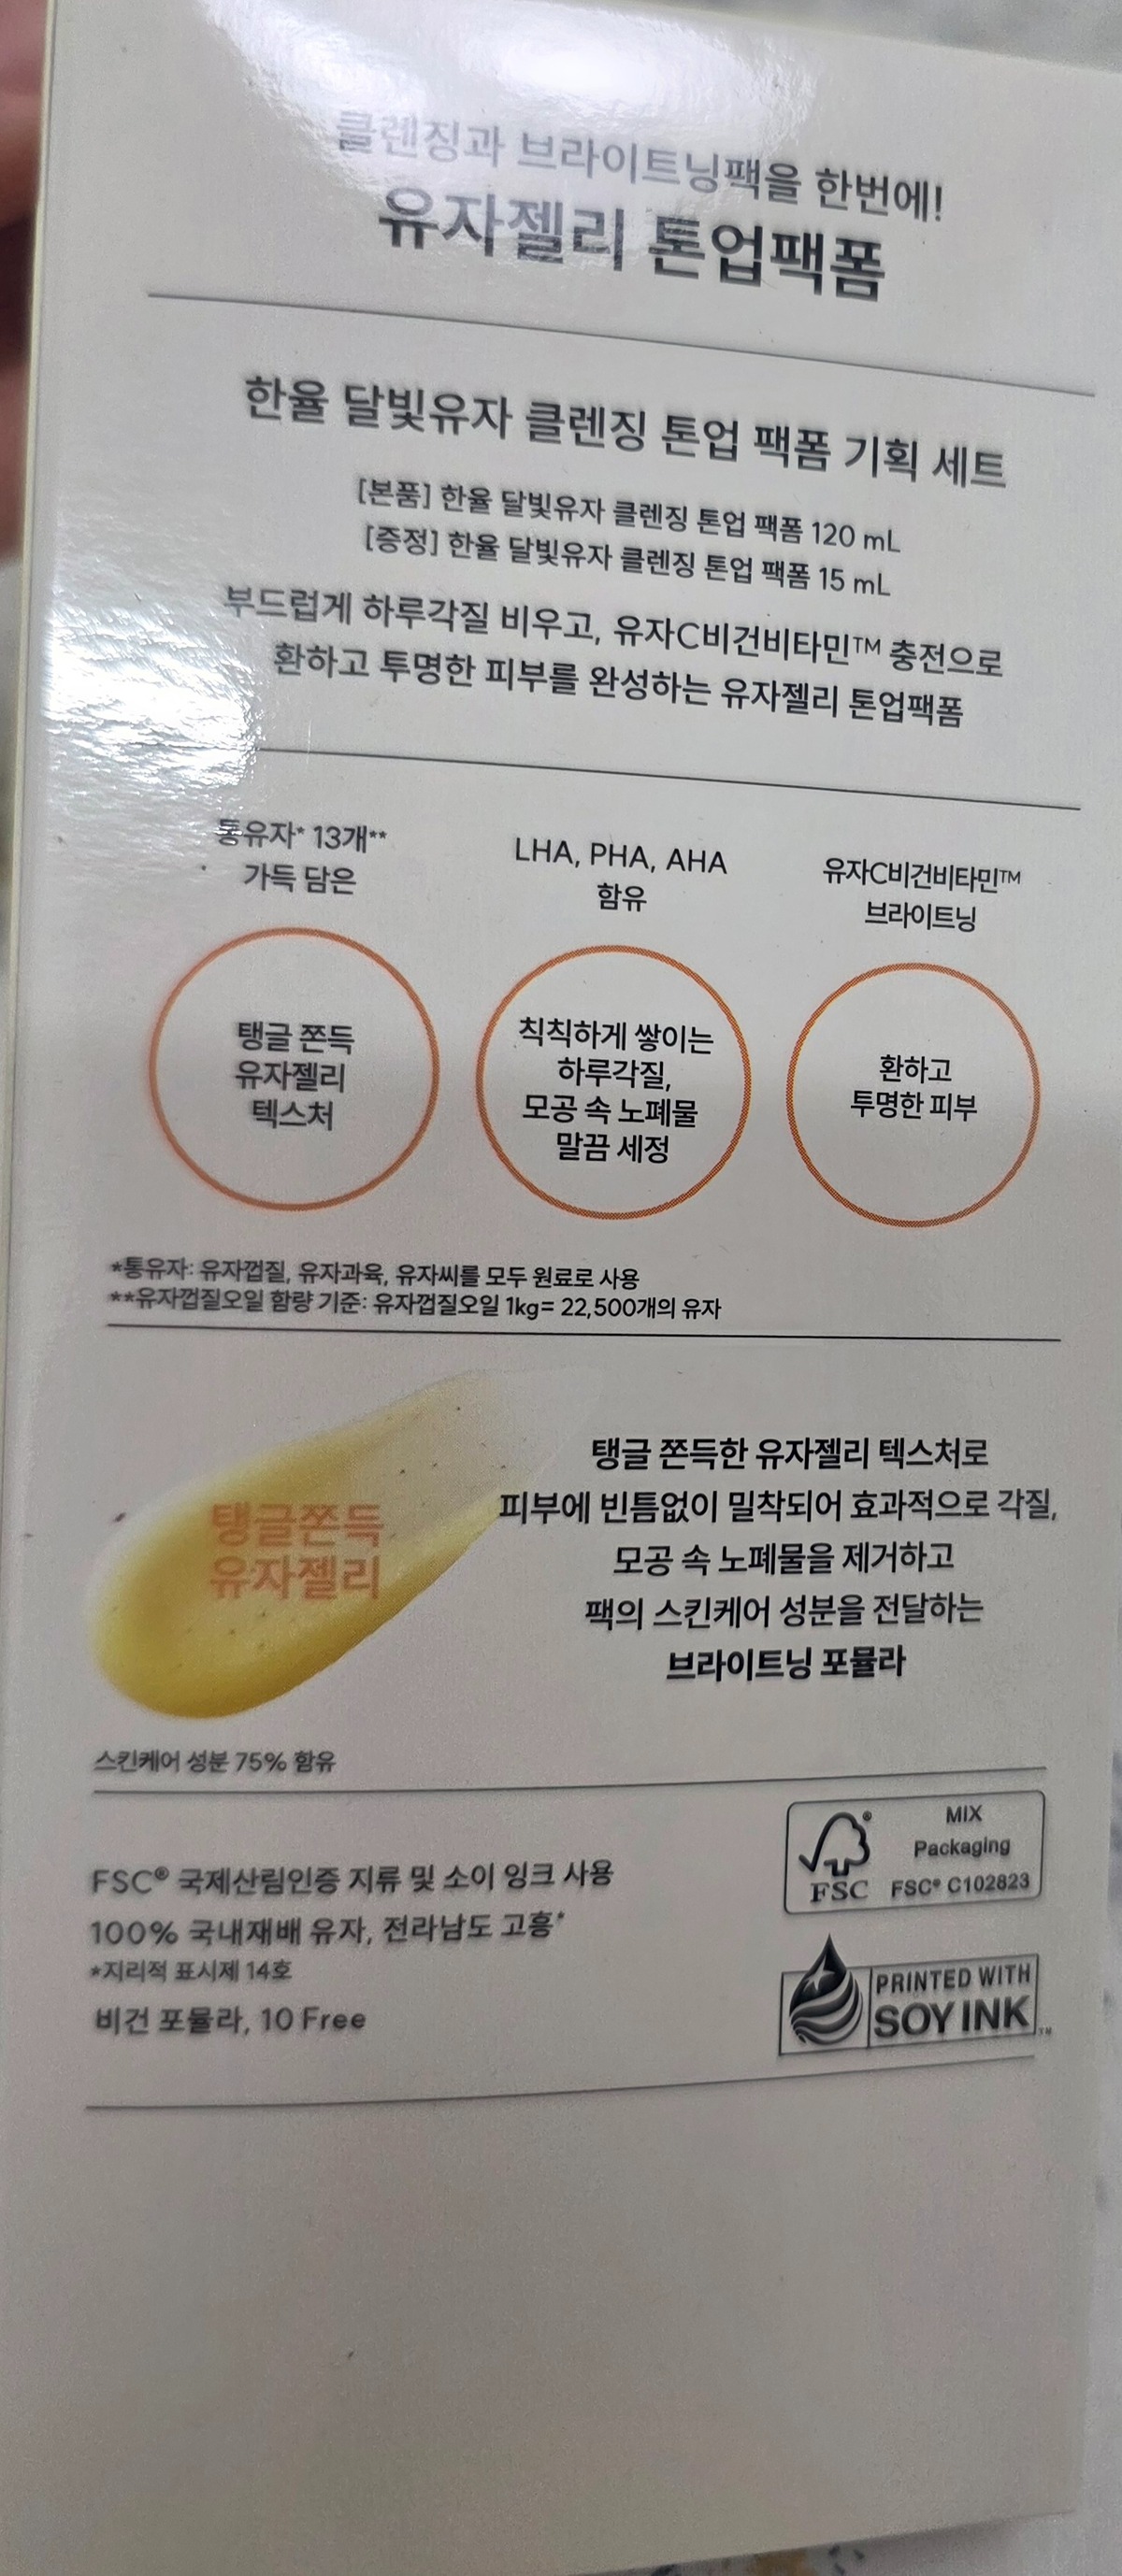 클렌징과 브라이트닝팩을 한번에!
유자젤리 톤업팩폼
한율 달빛유자 클렌징 톤업 팩폼 기획 세트
[본품] 한율 달빛유자 클렌징 톤업 팩폼 120 mL
[증정] 한율 달빛유자 클렌징 톤업 팩폼 15 mL
부드럽게 하루각질 비우고, 유자C비건비타민™ 충전으로
환하고 투명한 피부를 완성하는 유자젤리 톤업팩폼
통유자* 13개**
가득 담은
탱글 쫀득
유자젤리
텍스처
LHA, PHA, AHA
함유
칙칙하게 쌓이는
하루각질,
모공 속 노폐물
말끔 세정
유자C비건비타민™
브라이트닝
환하고
투명한 피부
*통유자: 유자껍질, 유자과육, 유자씨를 모두 원료로 사용
**유자껍질오일 함량 기준: 유자껍질오일 1kg= 22,500개의 유자
탱글쫀득
유자젤리
탱글 쫀득한 유자젤리 텍스처로
피부에 빈틈없이 밀착되어 효과적으로 각질,
모공 속 노폐물을 제거하고
팩의 스킨케어 성분을 전달하는
브라이트닝 포뮬라
스킨케어 성분 75% 함유
FSC® 국제산림인증 지류 및 소이 잉크 사용
100% 국내재배 유자, 전라남도 고흥*
*지리적 표시제 14호
비건 포뮬라, 10 Free
FSC
MIX
Packaging
FSC® C102823
PRINTED WITH
SOY INK™